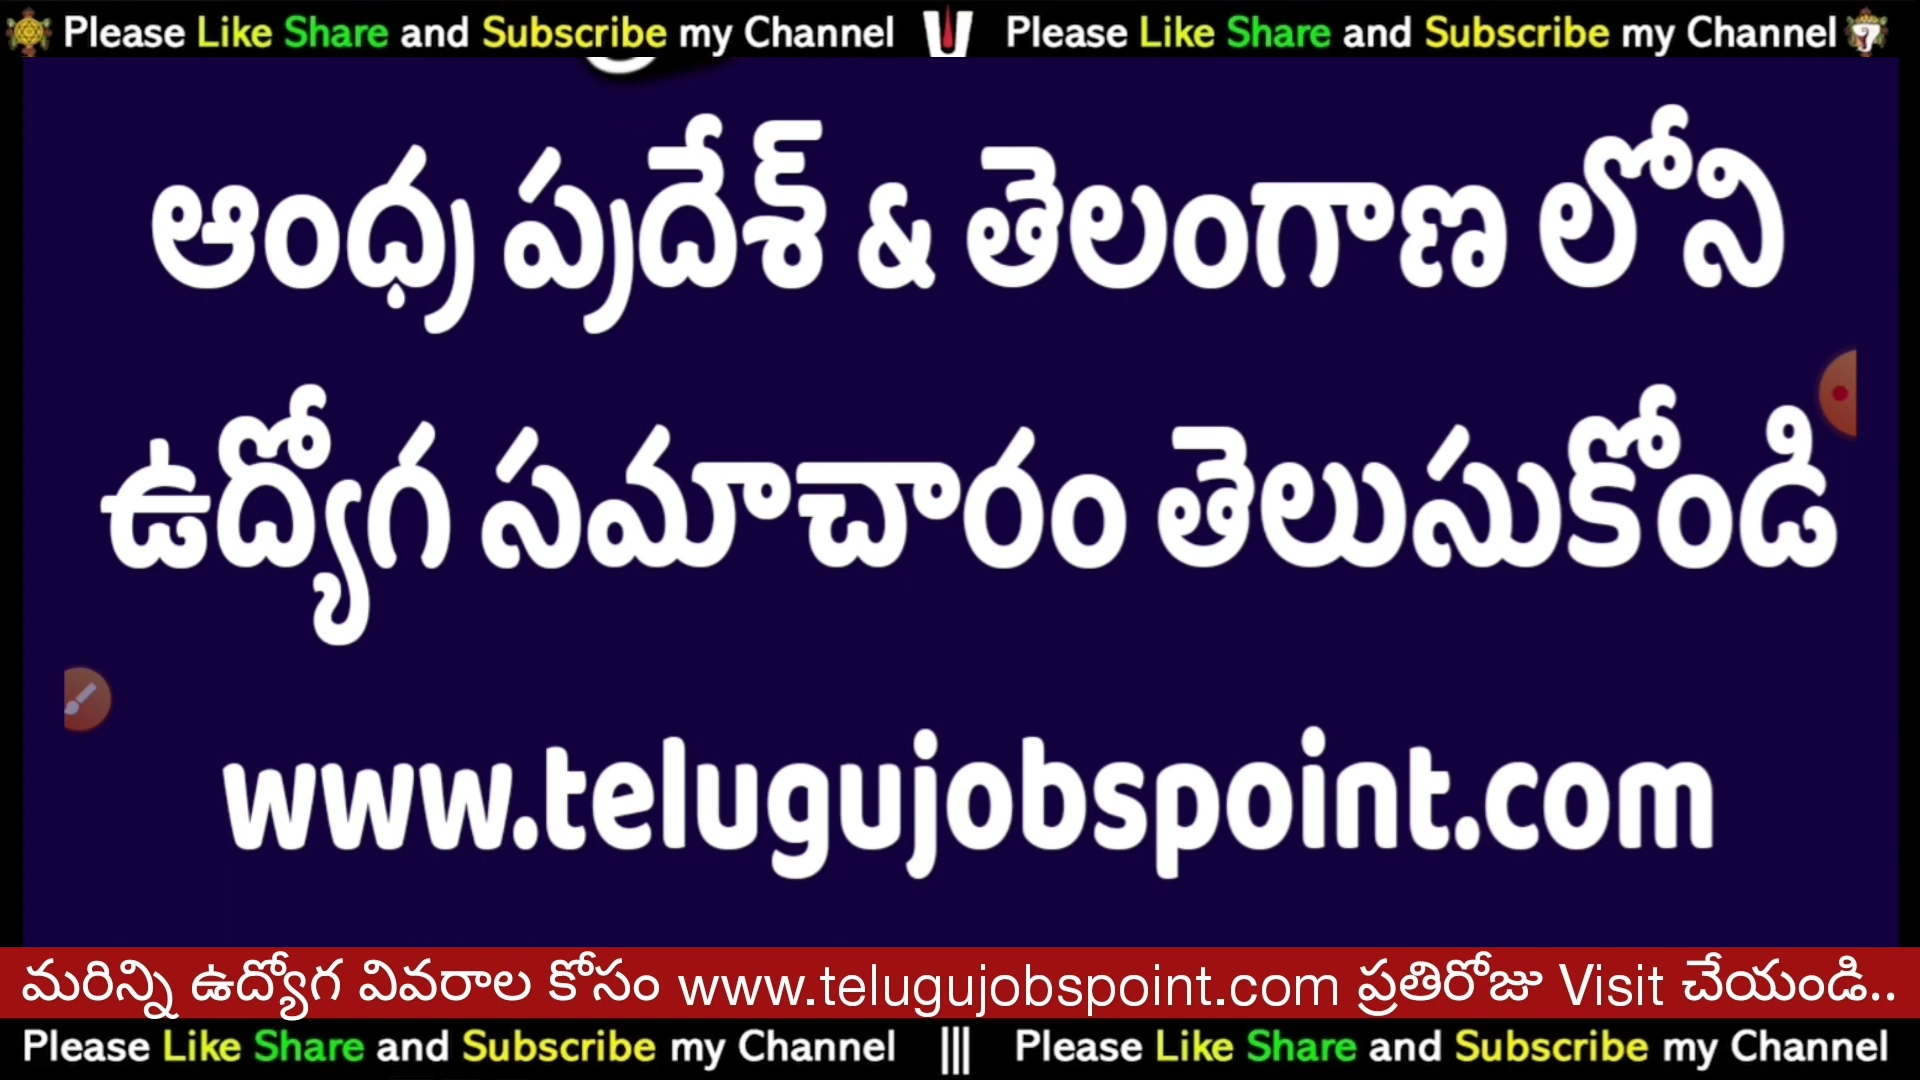 Please Like Share and Subscribe my Channel Please Like Share and Subscribe my Channel
ఆంధ్ర ప్రదేశ్ & తెలంగాణ లోని
ఉద్యోగ సమాచారం తెలుసుకోండి
www.telugujobspoint.com
మరిన్ని ఉద్యోగ వివరాల కోసం www.telugujobspoint.com ప్రతిరోజు Visit చేయండి..
Please Like Share and Subscribe my Channel ||| Please Like Share and Subscribe my Channel